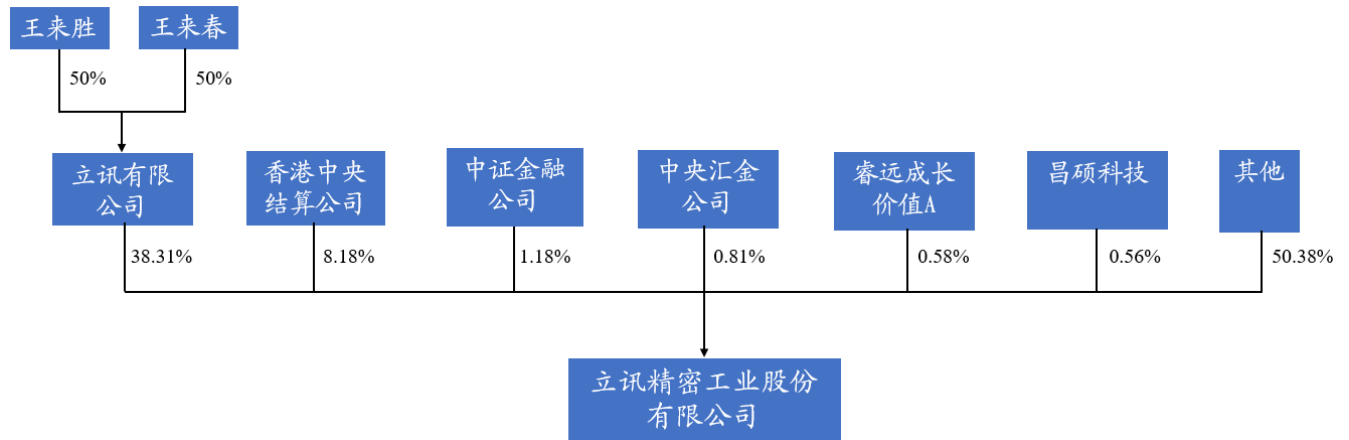 王来胜
王来春
50%
50%
立讯有限
公司
香港中央
结算公司
中证金融
公司
中央汇金
公司
睿远成长
价值A
昌硕科技
其他
38.31%
8.18%
1.18%
0.81%
0.58%
0.56%
50.38%
立讯精密工业股份
有限公司